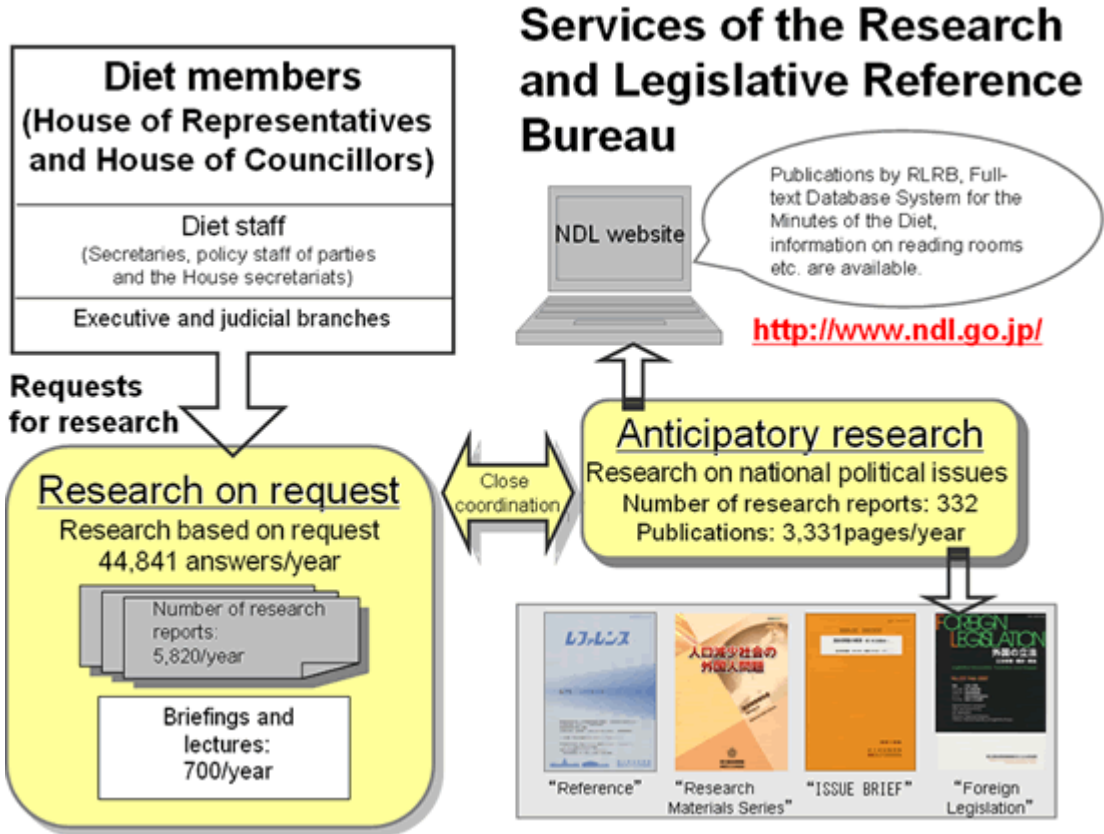 Services of the Research
and Legislative Reference
Bureau
Diet members
(House of Representatives
and House of Councillors)
Diet staff
(Secretaries, policy staff of parties
and the House secretariats)
Executive and judicial branches
Requests
for research
NDL website
Publications by RLRB, Full-
text Database System for the
Minutes of the Diet,
information on reading rooms
etc. are available.
http://www.ndl.go.jp/
Research on request
Research based on request
44,841 answers/year
Number of research
reports:
5,820/year
Briefings and
lectures:
700/year
Close
coordination
Anticipatory research
Research on national political issues
Number of research reports: 332
Publications: 3,331pages/year
レファレンス
人口減少社会の
外国人問題
ISSUE BRIEF
FOREIGN
LEGISLATION
外国の立法
"Reference"
"Research
Materials Series"
"ISSUE BRIEF"
"Foreign
Legislation"